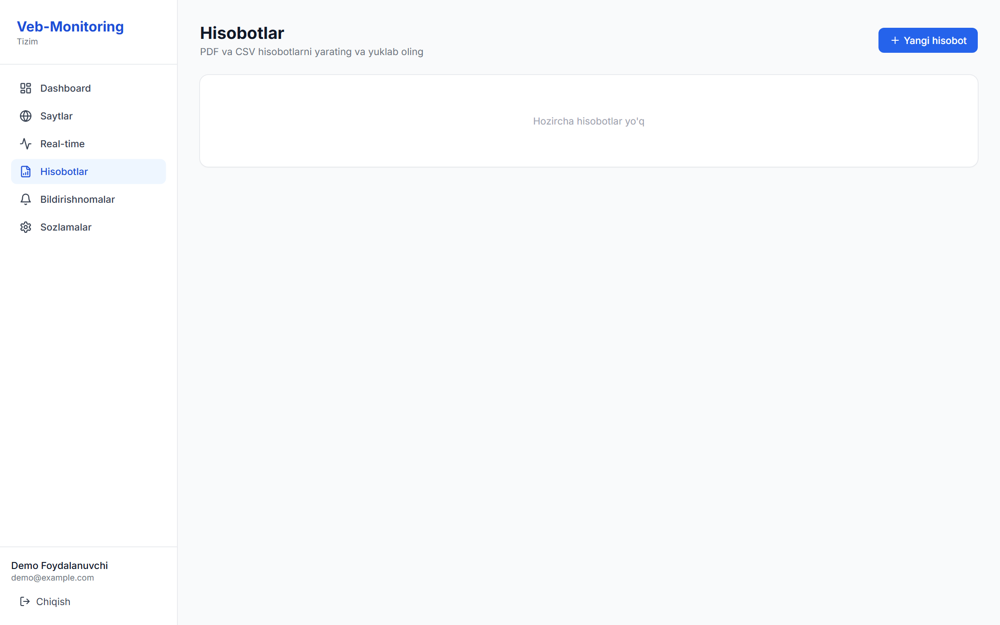 Veb-Monitoring
Tizim
Dashboard
Saytlar
Real-time
Hisobotlar
Bildirishnomalar
Sozlamalar
Demo Foydalanuvchi
demo@example.com
Chiqish
Hisobotlar
PDF va CSV hisobotlarni yarating va yuklab oling
+ Yangi hisobot
Hozircha hisobotlar yo'q